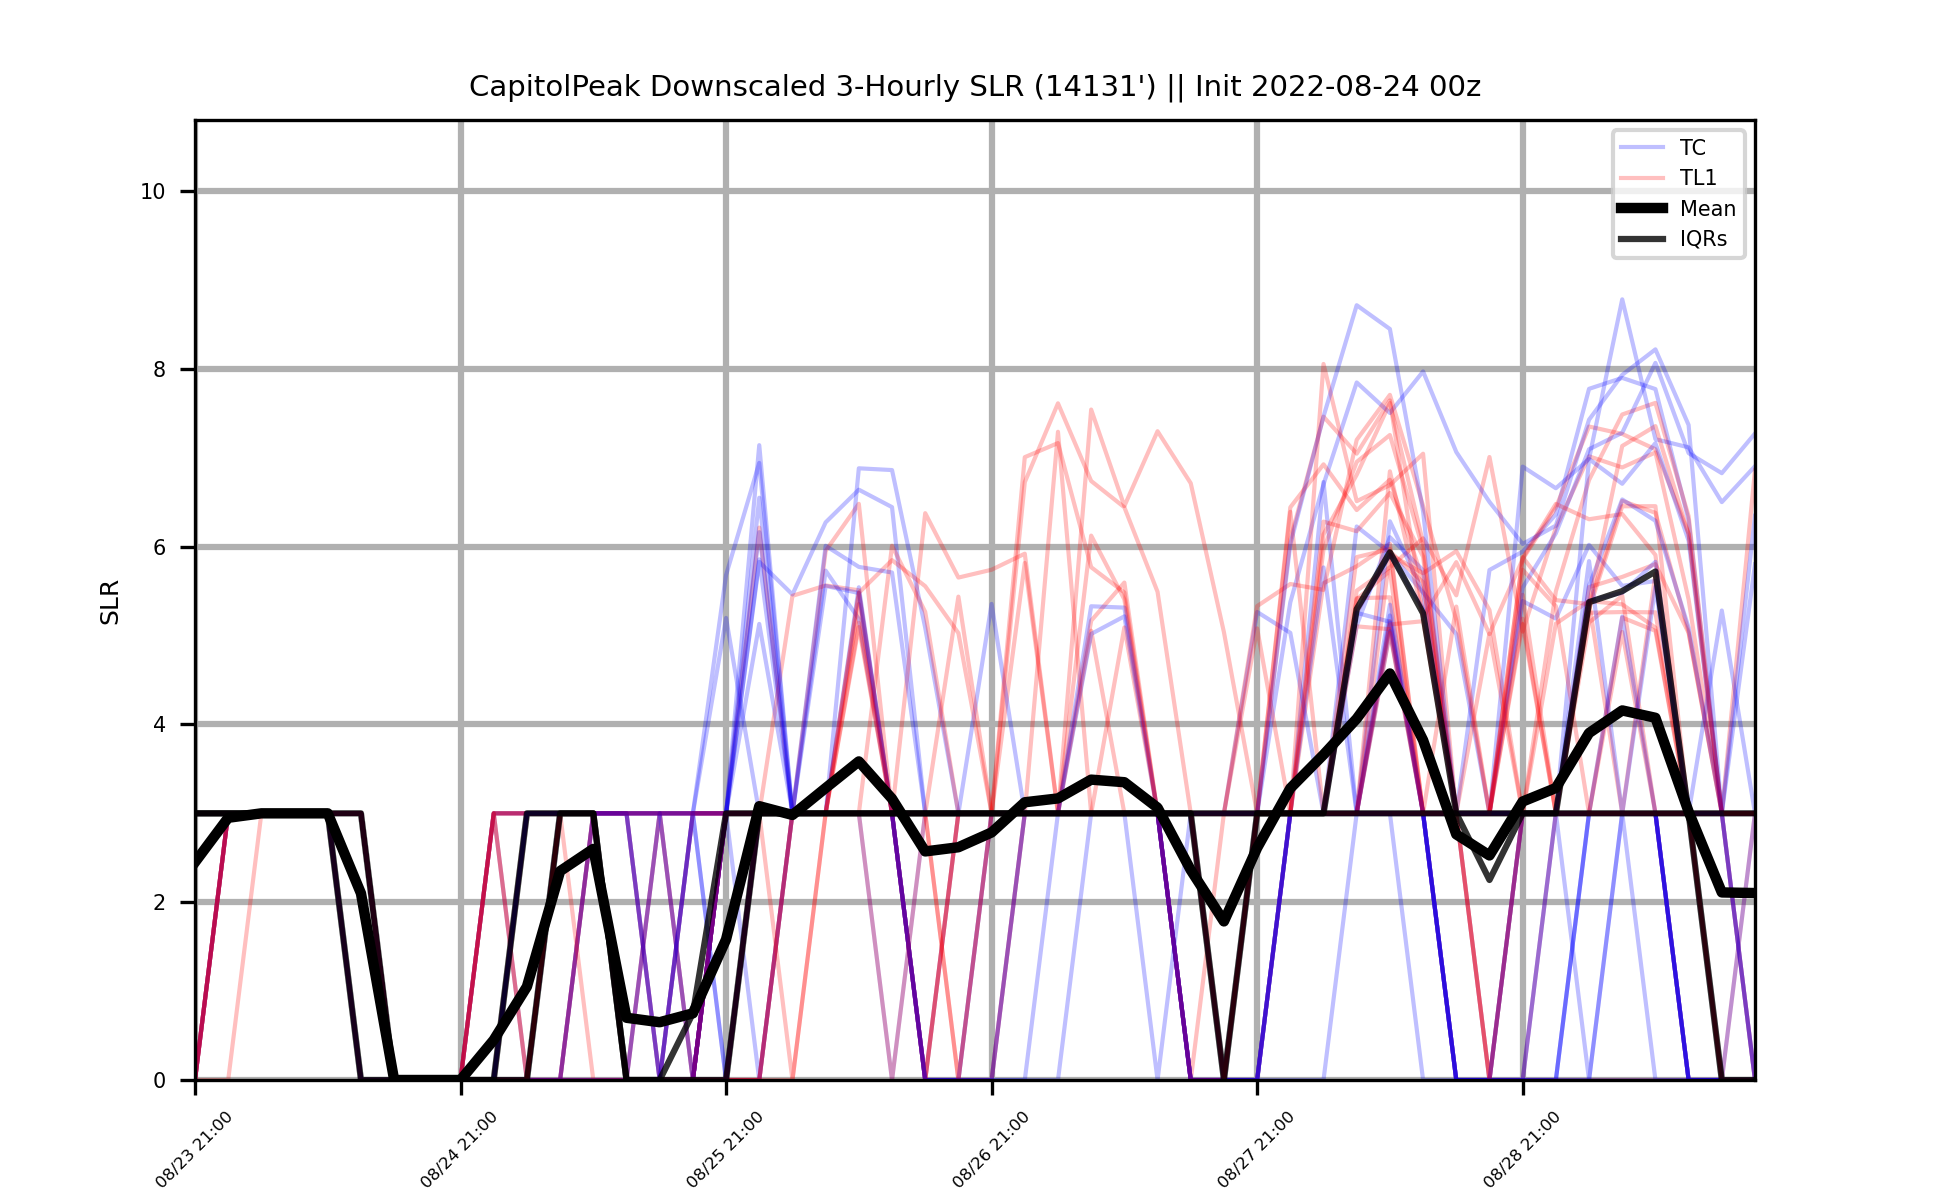 CapitolPeak Downscaled 3-Hourly SLR (14131') || Init 2022-08-24 00z
TC
TL1
Mean
IQRs
10
8
6
4
2
0
SLR
08/23 21:00
08/24 21:00
08/25 21:00
08/26 21:00
08/27 21:00
08/28 21:00